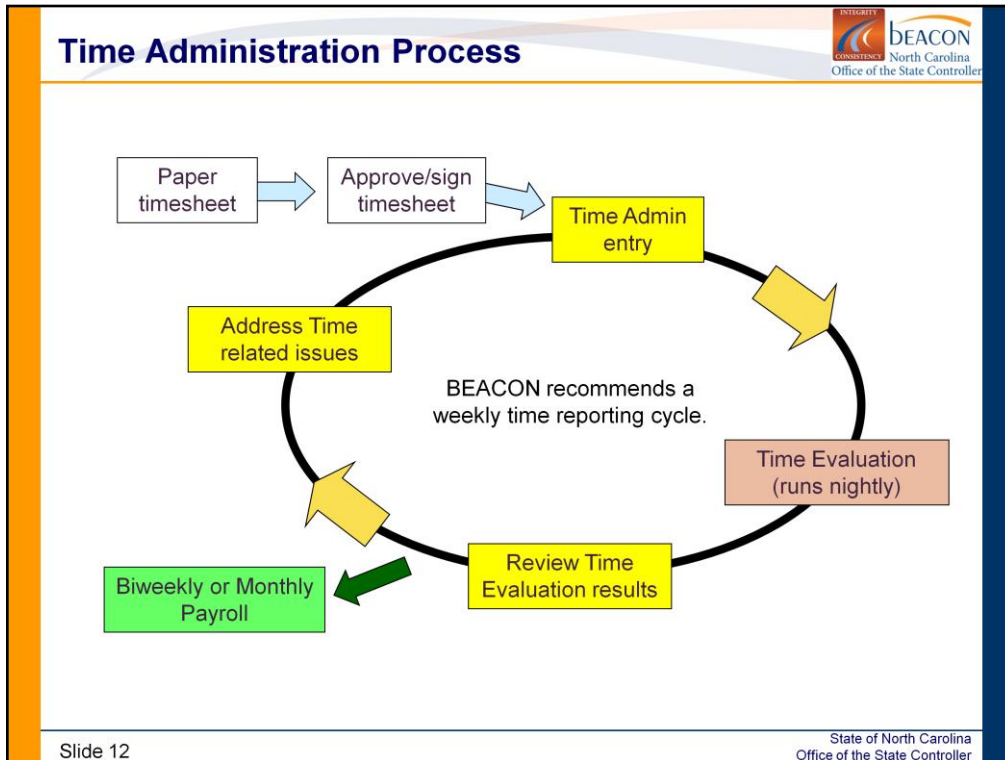 Time Administration Process
INTEGRITY
CONSISTENCY
bEACON
North Carolina
Office of the State Controller
Paper
timesheet
Approve/sign
timesheet
Time Admin
entry
Address Time
related issues
BEACON recommends a
weekly time reporting cycle.
Time Evaluation
(runs nightly)
Review Time
Evaluation results
Biweekly or Monthly
Payroll
Slide 12
State of North Carolina
Office of the State Controller